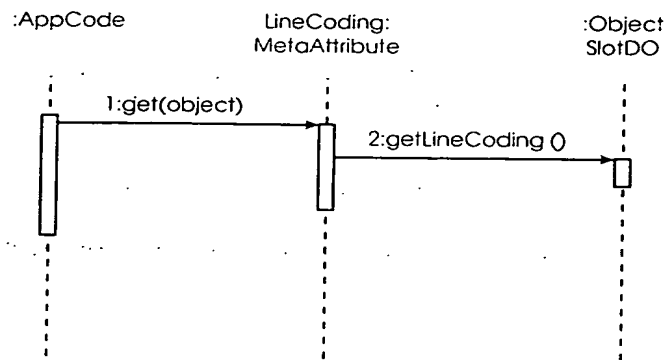 :AppCode
LineCoding:
MetaAttribute
:Object
SlotDO
1:get(object)
2:getLineCoding ()